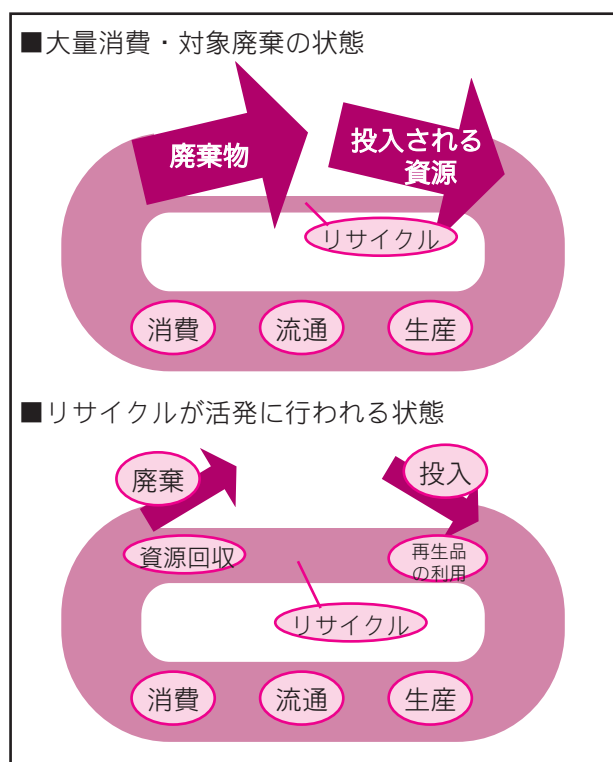 ■大量消費・対象廃棄の状態
廃棄物
投入される
資源
リサイクル
消費
流通
生産
■リサイクルが活発に行われる状態
廃棄
投入
資源回収
再生品
の利用
リサイクル
消費
流通
生産